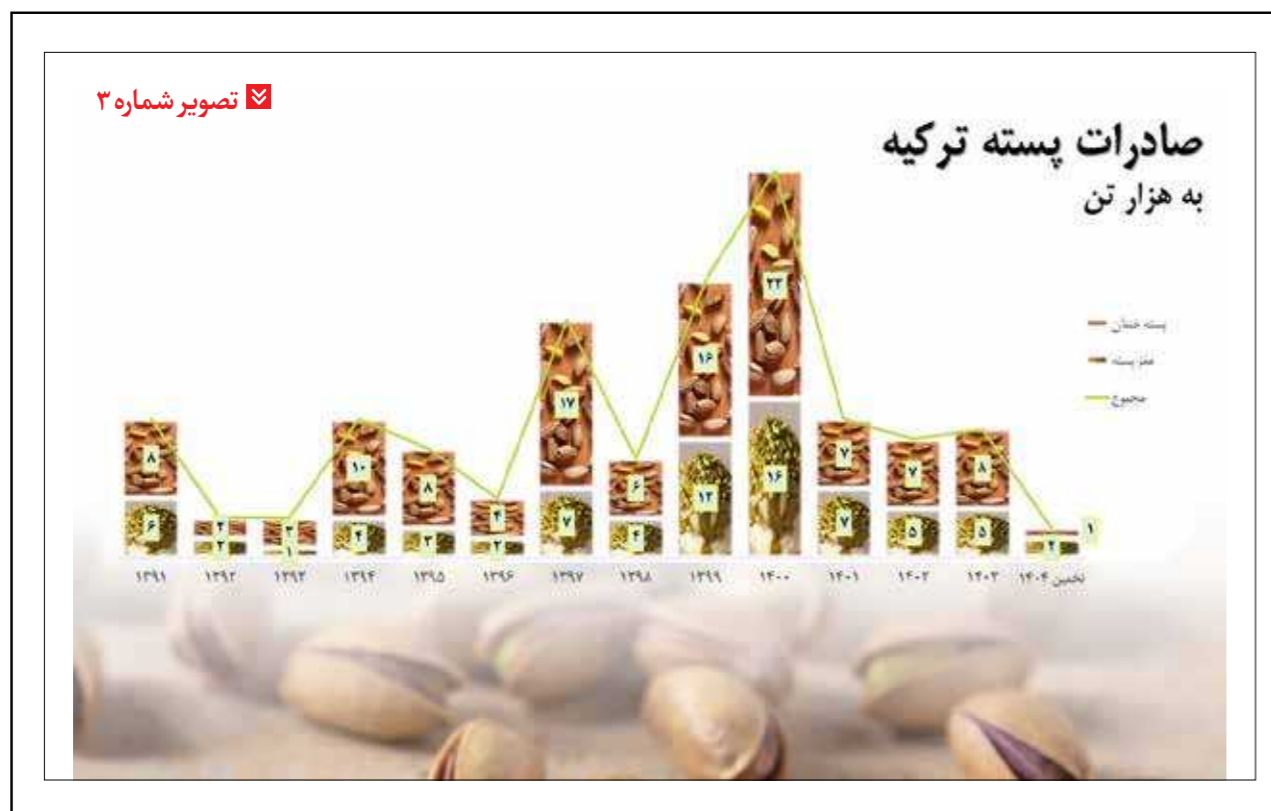 تصویر شماره ۳
صادرات پسته ترکیه
به هزار تن
پسته خندان
مغز پسته
مجموع
۸ ۲ ۳ ۱۰ ۸ ۴ ۱۷ ۶ ۱۶ ۲۳ ۷ ۷ ۸ ۱
۶ ۲ ۱ ۴ ۳ ۲ ۷ ۴ ۱۲ ۱۶ ۷ ۵ ۵ ۲
۱۳۹۱ ۱۳۹۲ ۱۳۹۳ ۱۳۹۴ ۱۳۹۵ ۱۳۹۶ ۱۳۹۷ ۱۳۹۸ ۱۳۹۹ ۱۴۰۰ ۱۴۰۱ ۱۴۰۲ ۱۴۰۳ تخمین ۱۴۰۴